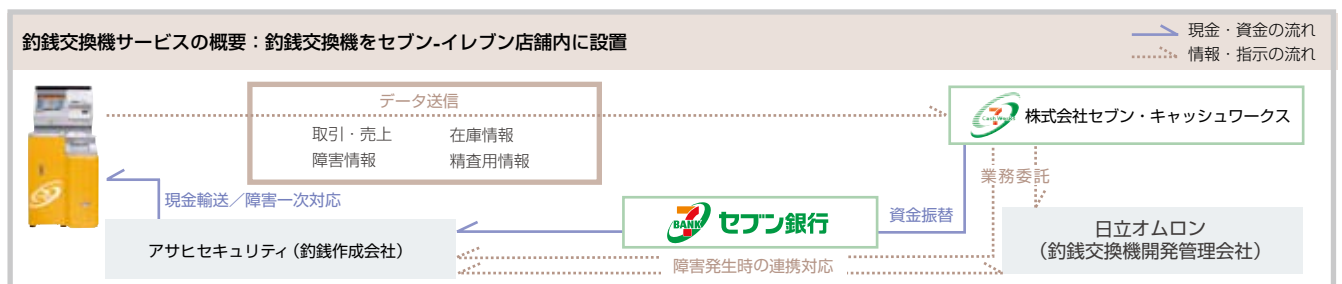 釣銭交換機サービスの概要：釣銭交換機をセブン-イレブン店舗内に設置
現金・資金の流れ
情報・指示の流れ
データ送信
取引・売上 在庫情報
障害情報 精査用情報
7
Cash Works
株式会社セブン・キャッシュワークス
業務委託
現金輸送／障害一次対応
7
BANK
セブン銀行
資金振替
アサヒセキュリティ（釣銭作成会社）
日立オムロン
（釣銭交換機開発管理会社）
障害発生時の連携対応